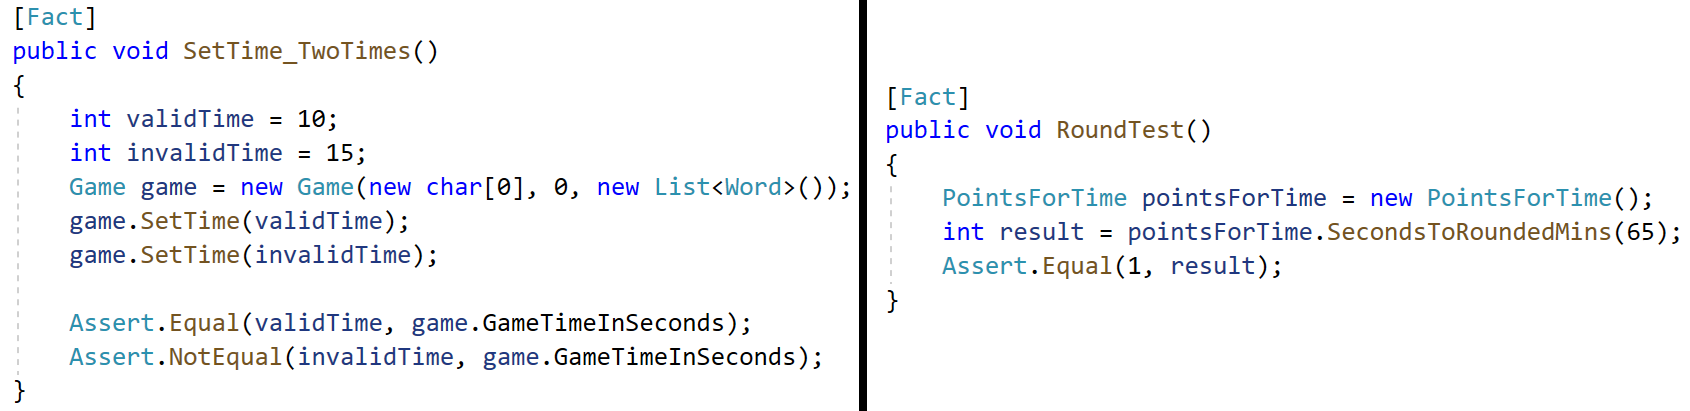 [Fact]
public void SetTime_TwoTimes()
{
    int validTime = 10;
    int invalidTime = 15;
    Game game = new Game(new char[0], 0, new List<Word>());
    game.SetTime(validTime);
    game.SetTime(invalidTime);

    Assert.Equal(validTime, game.GameTimeInSeconds);
    Assert.NotEqual(invalidTime, game.GameTimeInSeconds);
}
[Fact]
public void RoundTest()
{
    PointsForTime pointsForTime = new PointsForTime();
    int result = pointsForTime.SecondsToRoundedMins(65);
    Assert.Equal(1, result);
}